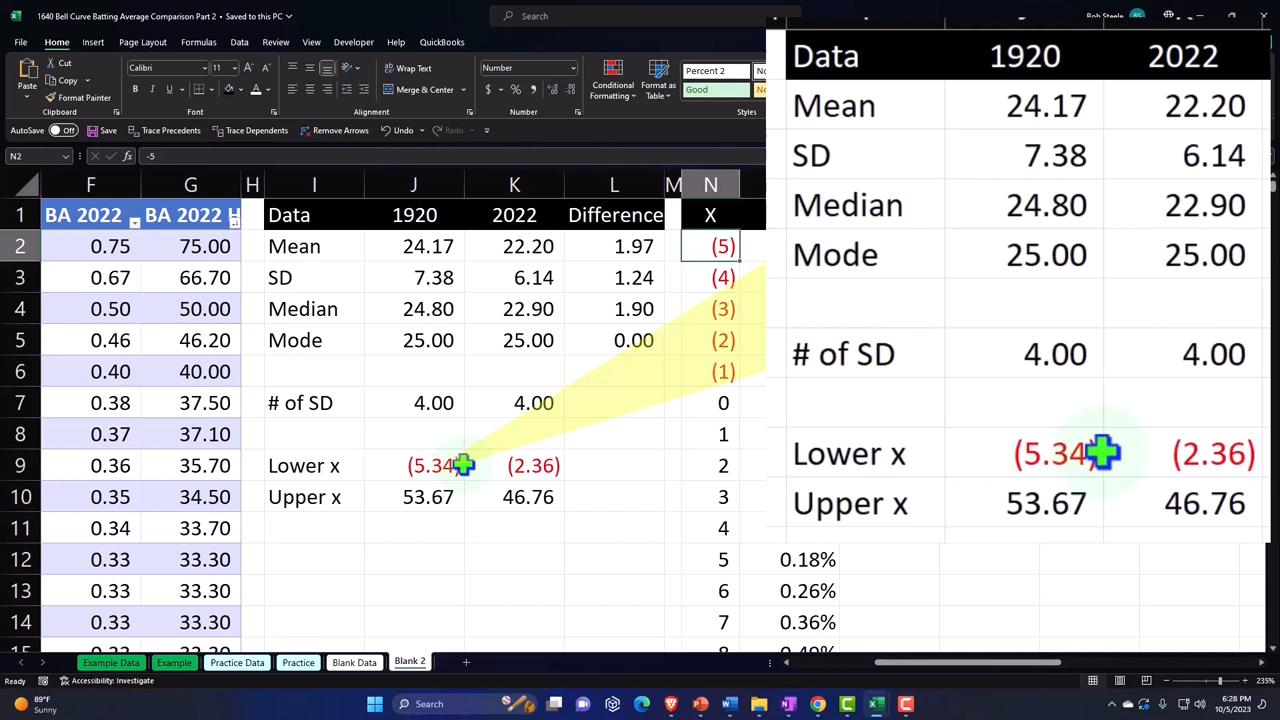 1640 Bell Curve Batting Average Comparison Part 2 • Saved to this PC
Search
Rob Steele BS
File Home Insert Draw Page Layout Formulas Data Review View Developer Help QuickBooks
Cut
Copy
Format Painter
Paste
Clipboard
Calibri 11
Font
Wrap Text
Merge & Center
Alignment
Number
Number
Conditional Formatting
Format as Table
Percent 2
Good
Styles
AutoSave Off Save Trace Precedents Trace Dependents Remove Arrows Undo Redo
N2 fx -5
F G H I J K L M N
1 BA 2022 BA 2022 H Data 1920 2022 Difference X
2 0.75 75.00 Mean 24.17 22.20 1.97 (5)
3 0.67 66.70 SD 7.38 6.14 1.24 (4)
4 0.50 50.00 Median 24.80 22.90 1.90 (3)
5 0.46 46.20 Mode 25.00 25.00 0.00 (2)
6 0.40 40.00 (1)
7 0.38 37.50 # of SD 4.00 4.00 0
8 0.37 37.10 1
9 0.36 35.70 Lower x (5.34) (2.36) 2
10 0.35 34.50 Upper x 53.67 46.76 3
11 0.34 33.70 4
12 0.33 33.30 5 0.18%
13 0.33 33.30 6 0.26%
14 0.33 33.30 7 0.36%
15
Data 1920 2022
Mean 24.17 22.20
SD 7.38 6.14
Median 24.80 22.90
Mode 25.00 25.00
# of SD 4.00 4.00
Lower x (5.34) (2.36)
Upper x 53.67 46.76
Example Data Example Practice Data Practice Blank Data Blank 2
Ready Accessibility: Investigate 235%
89°F
Sunny
Search
6:28 PM
10/5/2023